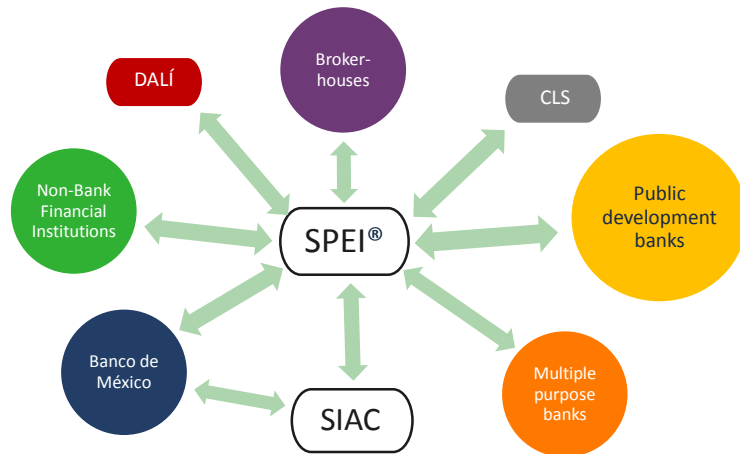 Broker-
houses
DALÍ
CLS
Non-Bank
Financial
Institutions
Public
development
banks
SPEI®
Banco de
México
Multiple
purpose
banks
SIAC